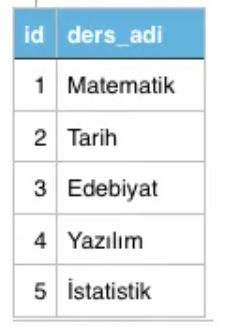 id ders_adi
1 Matematik
2 Tarih
3 Edebiyat
4 Yazılım
5 İstatistik